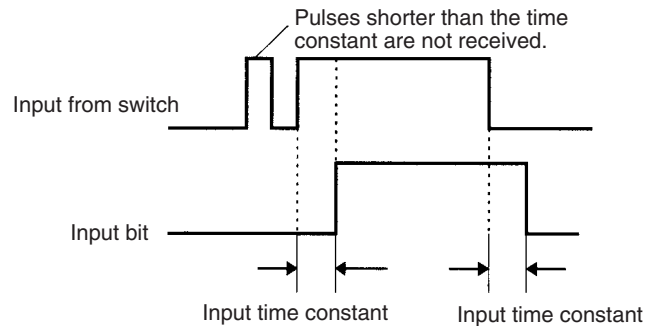 Pulses shorter than the time
constant are not received.
Input from switch
Input bit
Input time constant
Input time constant